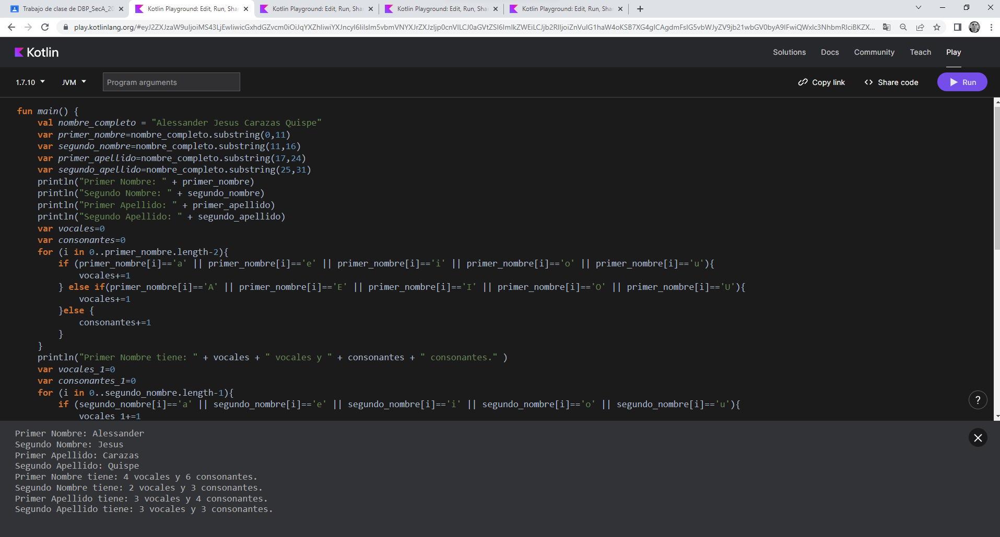 Trabajo de clase de DBP_SecA_20
Kotlin Playground: Edit, Run, Sha
Kotlin Playground: Edit, Run, Sha
Kotlin Playground: Edit, Run, Sha
Kotlin Playground: Edit, Run, Sha
Kotlin
Solutions
Docs
Community
Teach
Play
1.7.10
JVM
Program arguments
Copy link
<> Share code
Run
fun main() {
    val nombre_completo = "Alessander Jesus Carazas Quispe"
    var primer_nombre=nombre_completo.substring(0,11)
    var segundo_nombre=nombre_completo.substring(11,16)
    var primer_apellido=nombre_completo.substring(17,24)
    var segundo_apellido=nombre_completo.substring(25,31)
    println("Primer Nombre: " + primer_nombre)
    println("Segundo Nombre: " + segundo_nombre)
    println("Primer Apellido: " + primer_apellido)
    println("Segundo Apellido: " + segundo_apellido)
    var vocales=0
    var consonantes=0
    for (i in 0..primer_nombre.length-2){
        if (primer_nombre[i]=='a' || primer_nombre[i]=='e' || primer_nombre[i]=='i' || primer_nombre[i]=='o' || primer_nombre[i]=='u'){
            vocales+=1
        } else if(primer_nombre[i]=='A' || primer_nombre[i]=='E' || primer_nombre[i]=='I' || primer_nombre[i]=='O' || primer_nombre[i]=='U'){
            vocales+=1
        }else {
            consonantes+=1
        }
    }
    println("Primer Nombre tiene: " + vocales + " vocales y " + consonantes + " consonantes." )
    var vocales_1=0
    var consonantes_1=0
    for (i in 0..segundo_nombre.length-1){
        if (segundo_nombre[i]=='a' || segundo_nombre[i]=='e' || segundo_nombre[i]=='i' || segundo_nombre[i]=='o' || segundo_nombre[i]=='u'){
            vocales_1+=1
?
Primer Nombre: Alessander
Segundo Nombre: Jesus
Primer Apellido: Carazas
Segundo Apellido: Quispe
Primer Nombre tiene: 4 vocales y 6 consonantes.
Segundo Nombre tiene: 2 vocales y 3 consonantes.
Primer Apellido tiene: 3 vocales y 4 consonantes.
Segundo Apellido tiene: 3 vocales y 3 consonantes.